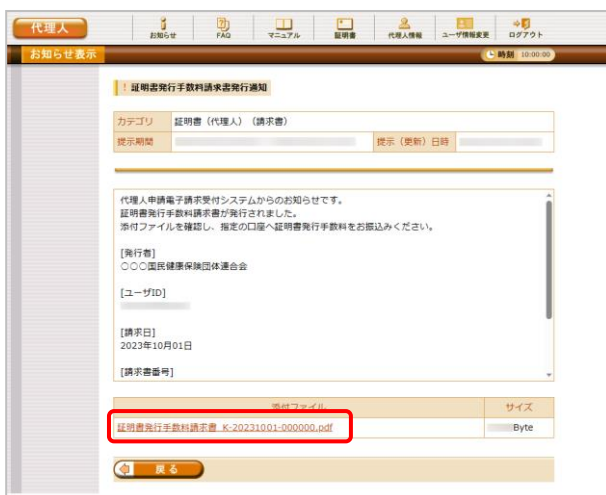 代理人
お知らせ
FAQ
マニュアル
証明書
代理人情報
ユーザ情報変更
ログアウト
お知らせ表示
時刻 10:00:00
! 証明書発行手数料請求書発行通知
カテゴリ 証明書（代理人）（請求書）
提示期間 提示（更新）日時
代理人申請電子請求受付システムからのお知らせです。
証明書発行手数料請求書が発行されました。
添付ファイルを確認し、指定の口座へ証明書発行手数料をお振込みください。
[発行者]
○○○国民健康保険団体連合会
[ユーザID]
[請求日]
2023年10月01日
[請求書番号]
添付ファイル サイズ
証明書発行手数料請求書_K-20231001-000000.pdf Byte
戻る